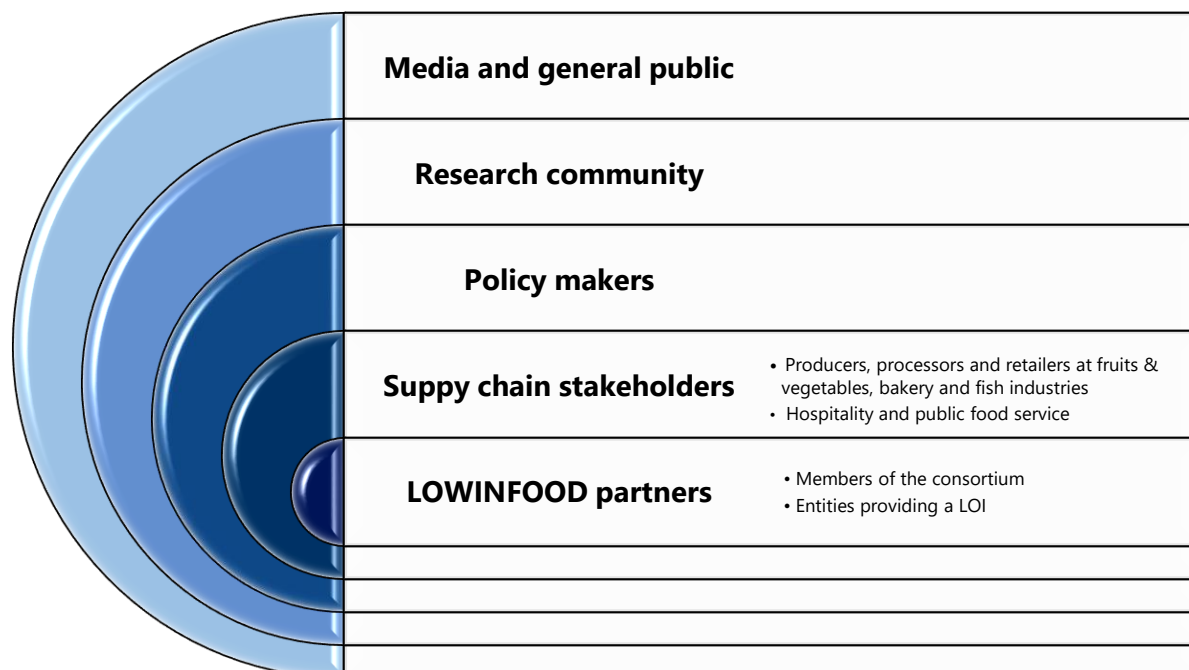 Media and general public
Research community
Policy makers
Suppy chain stakeholders
• Producers, processors and retailers at fruits &
vegetables, bakery and fish industries
• Hospitality and public food service
LOWINFOOD partners
• Members of the consortium
• Entities providing a LOI